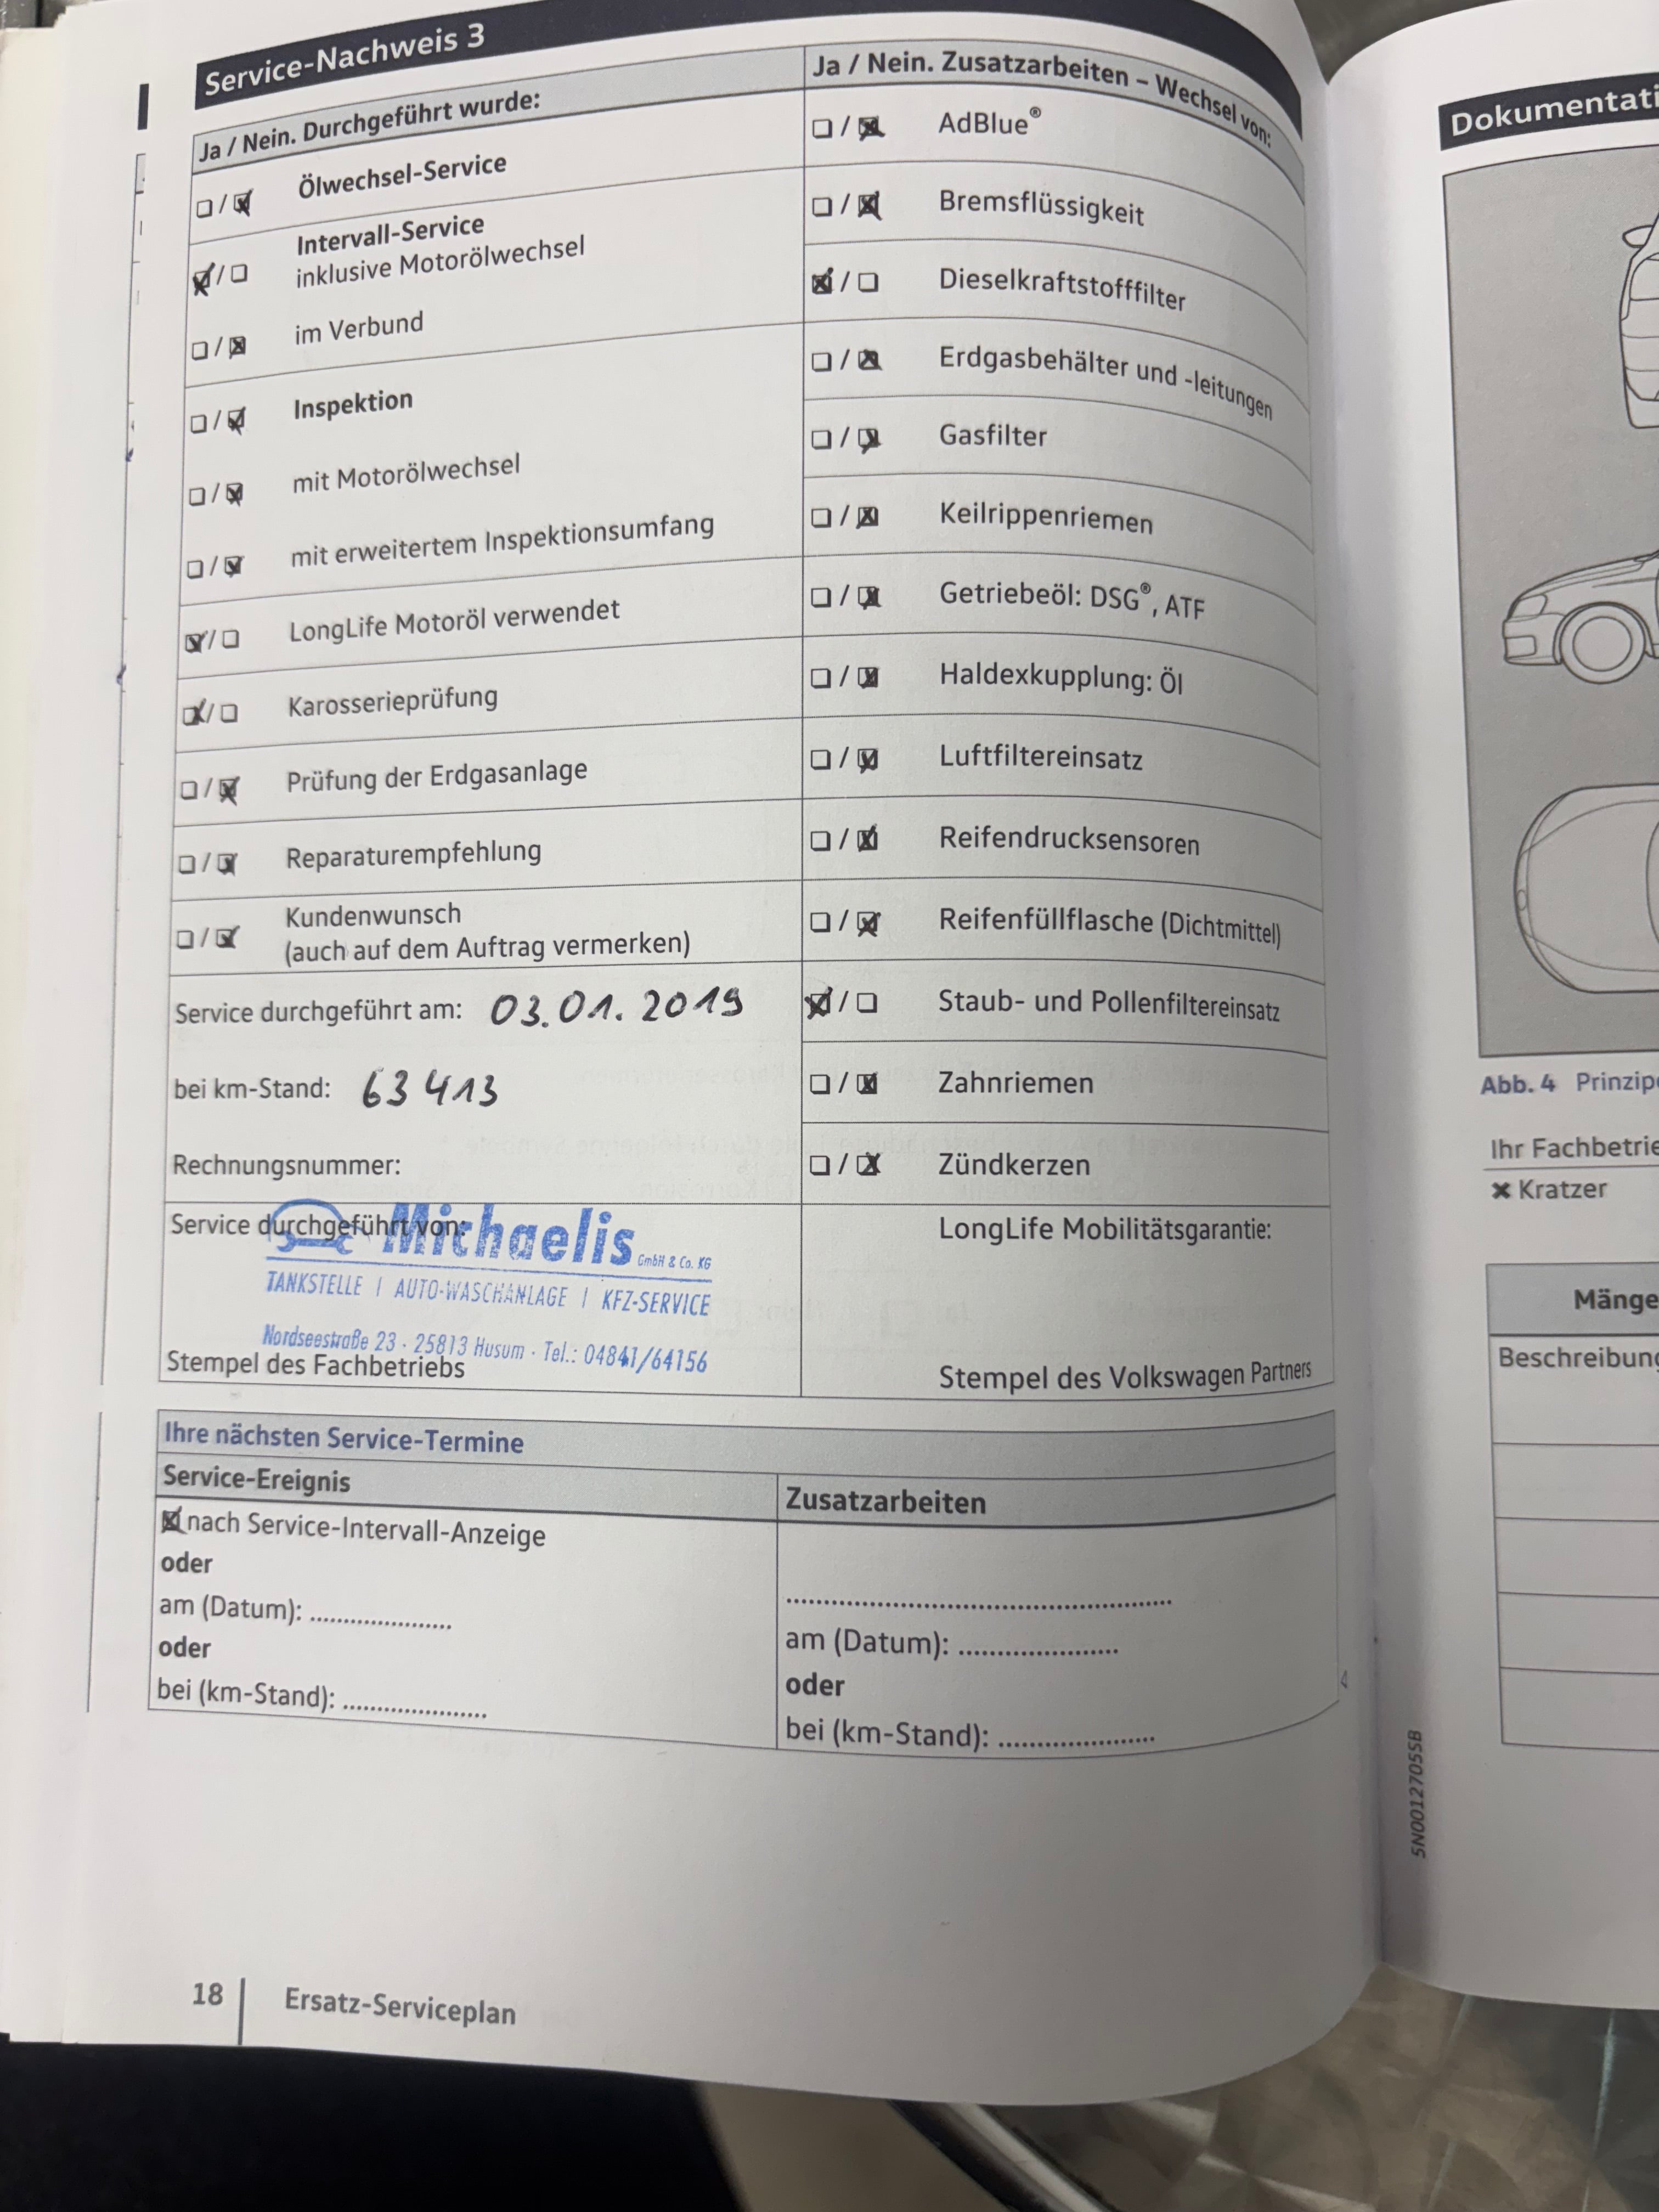 Service-Nachweis 3
Ja / Nein. Durchgeführt wurde:
☐ / ☒ Ölwechsel-Service
Intervall-Service
☒ / ☐ inklusive Motorölwechsel
☐ / ☒ im Verbund
☐ / ☒ Inspektion
☐ / ☒ mit Motorölwechsel
☐ / ☒ mit erweitertem Inspektionsumfang
☒ / ☐ LongLife Motoröl verwendet
☒ / ☐ Karosserieprüfung
☐ / ☒ Prüfung der Erdgasanlage
☐ / ☒ Reparaturempfehlung
☐ / ☒ Kundenwunsch
(auch auf dem Auftrag vermerken)
Service durchgeführt am: 03.01.2019
bei km-Stand: 63413
Rechnungsnummer:
Service durchgeführt von:
Michaelis GmbH & Co. KG
TANKSTELLE | AUTO-WASCHANLAGE | KFZ-SERVICE
Nordseestraße 23 · 25813 Husum · Tel.: 04841/64156
Stempel des Fachbetriebs
Ja / Nein. Zusatzarbeiten – Wechsel von:
☐ / ☒ AdBlue®
☐ / ☒ Bremsflüssigkeit
☒ / ☐ Dieselkraftstofffilter
☐ / ☒ Erdgasbehälter und -leitungen
☐ / ☒ Gasfilter
☐ / ☒ Keilrippenriemen
☐ / ☒ Getriebeöl: DSG®, ATF
☐ / ☒ Haldexkupplung: Öl
☐ / ☒ Luftfiltereinsatz
☐ / ☒ Reifendrucksensoren
☐ / ☒ Reifenfüllflasche (Dichtmittel)
☒ / ☐ Staub- und Pollenfiltereinsatz
☐ / ☒ Zahnriemen
☐ / ☒ Zündkerzen
LongLife Mobilitätsgarantie:
Stempel des Volkswagen Partners
Ihre nächsten Service-Termine
Service-Ereignis
☒ nach Service-Intervall-Anzeige
oder
am (Datum): .....................
oder
bei (km-Stand): .....................
Zusatzarbeiten
.......................................................
am (Datum): .......................
oder
bei (km-Stand): .......................
18 Ersatz-Serviceplan
5N0012705SB
Dokumentati
Abb. 4 Prinzip
Ihr Fachbetrie
✖ Kratzer
Mänge
Beschreibung